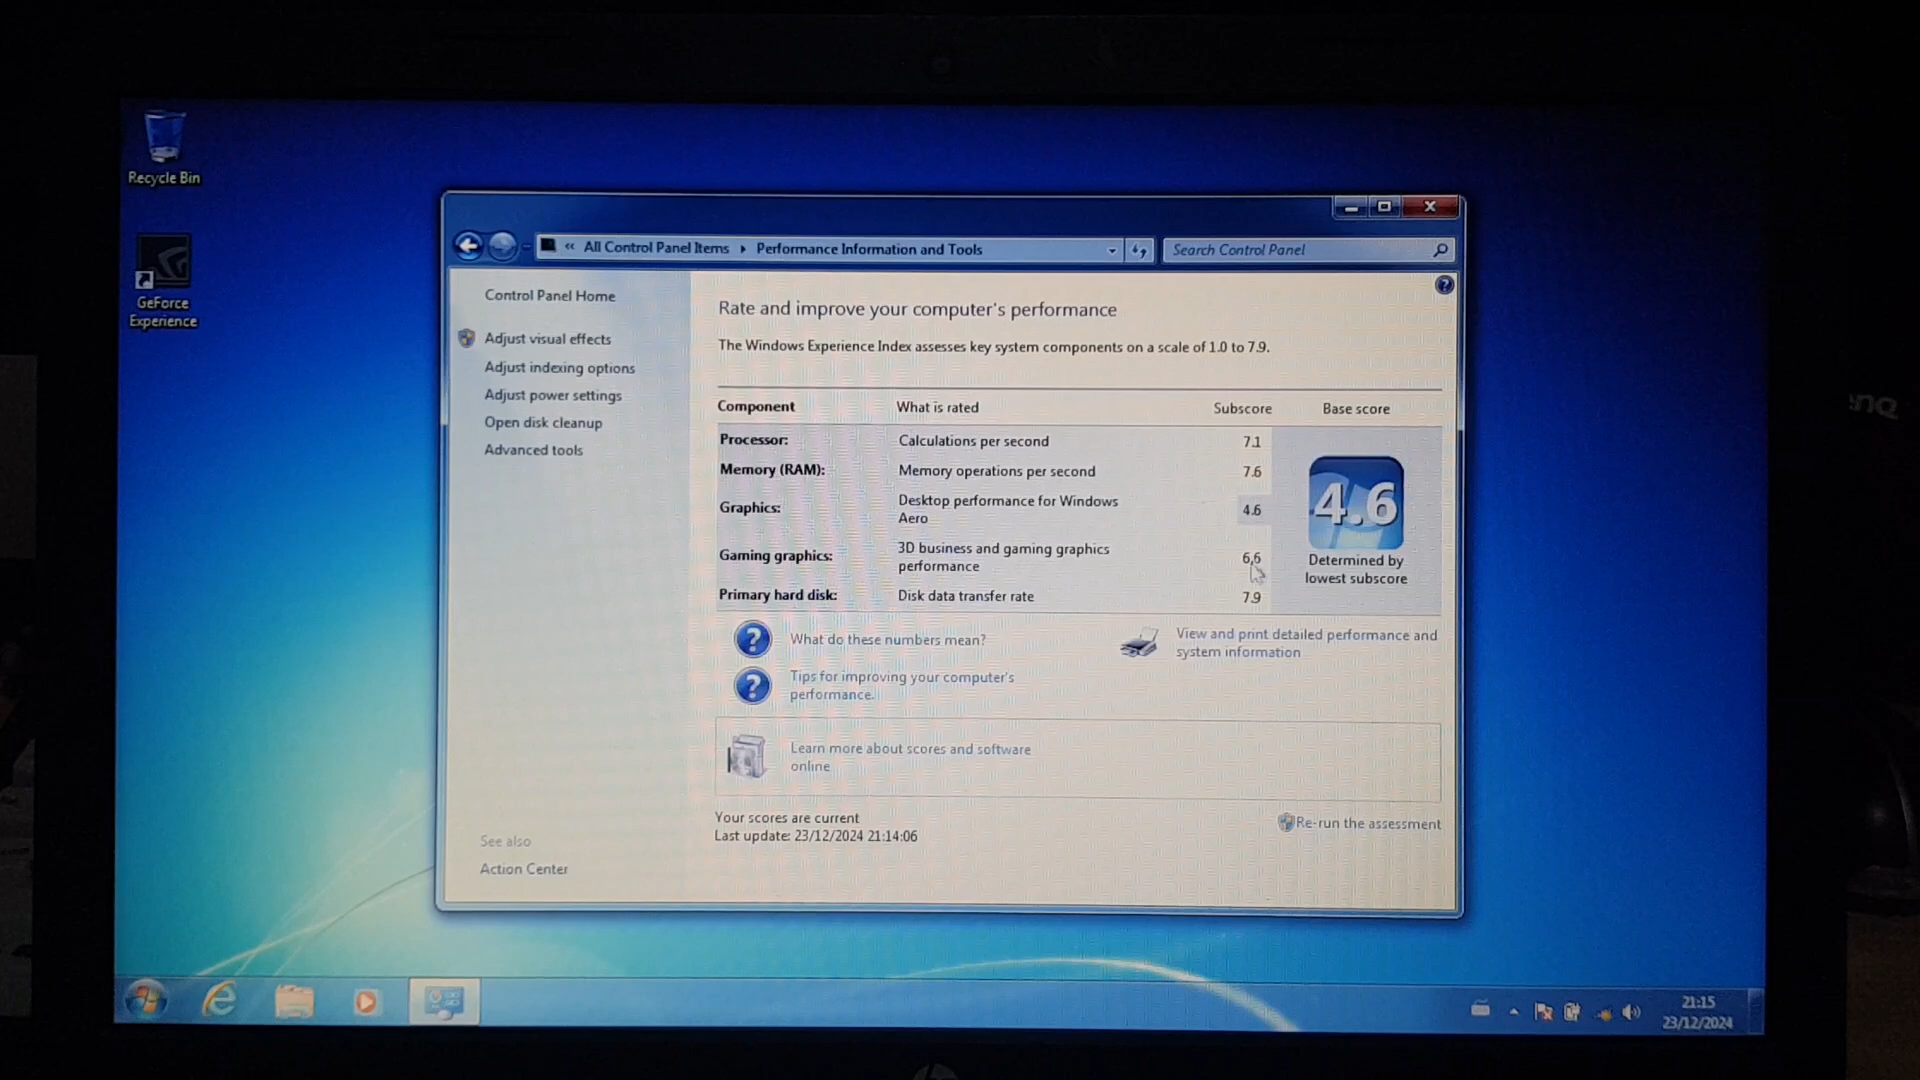 Recycle Bin
GeForce
Experience
« All Control Panel Items ▸ Performance Information and Tools
Search Control Panel
Control Panel Home
Adjust visual effects
Adjust indexing options
Adjust power settings
Open disk cleanup
Advanced tools
See also
Action Center
Rate and improve your computer's performance
The Windows Experience Index assesses key system components on a scale of 1.0 to 7.9.
Component What is rated Subscore Base score
Processor: Calculations per second 7.1
Memory (RAM): Memory operations per second 7.6
Graphics: Desktop performance for Windows
Aero 4.6
Gaming graphics: 3D business and gaming graphics
performance 6,6
Primary hard disk: Disk data transfer rate 7.9
4.6
Determined by
lowest subscore
What do these numbers mean?
Tips for improving your computer's
performance.
View and print detailed performance and
system information
Learn more about scores and software
online
Your scores are current
Last update: 23/12/2024 21:14:06
Re-run the assessment
21:15
23/12/2024